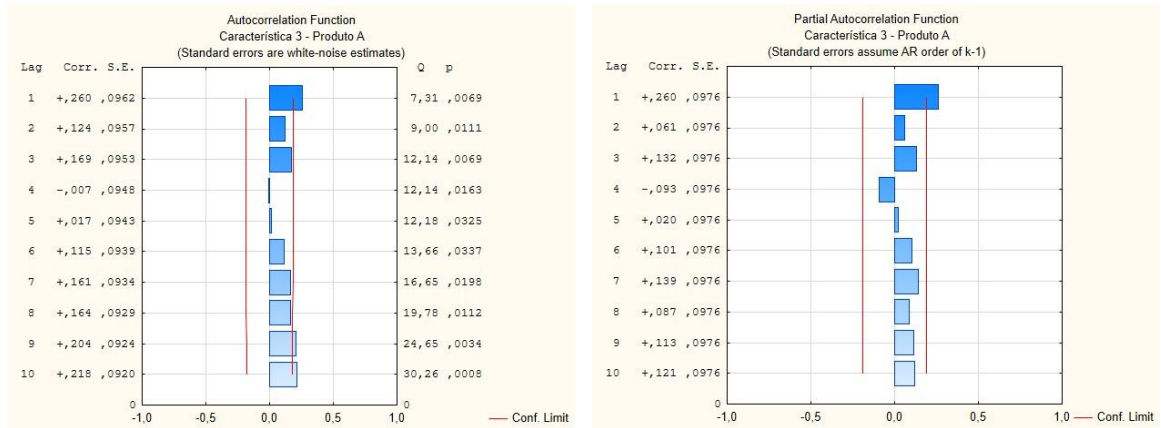 Autocorrelation Function
Característica 3 - Produto A
(Standard errors are white-noise estimates)
Lag Corr. S.E. Q p
1 +,260 ,0962 7,31 ,0069
2 +,124 ,0957 9,00 ,0111
3 +,169 ,0953 12,14 ,0069
4 -,007 ,0948 12,14 ,0163
5 +,017 ,0943 12,18 ,0325
6 +,115 ,0939 13,66 ,0337
7 +,161 ,0934 16,65 ,0198
8 +,164 ,0929 19,78 ,0112
9 +,204 ,0924 24,65 ,0034
10 +,218 ,0920 30,26 ,0008
0 0
-1,0 -0,5 0,0 0,5 1,0
Conf. Limit
Partial Autocorrelation Function
Característica 3 - Produto A
(Standard errors assume AR order of k-1)
Lag Corr. S.E.
1 +,260 ,0976
2 +,061 ,0976
3 +,132 ,0976
4 -,093 ,0976
5 +,020 ,0976
6 +,101 ,0976
7 +,139 ,0976
8 +,087 ,0976
9 +,113 ,0976
10 +,121 ,0976
0 0
-1,0 -0,5 0,0 0,5 1,0
Conf. Limit